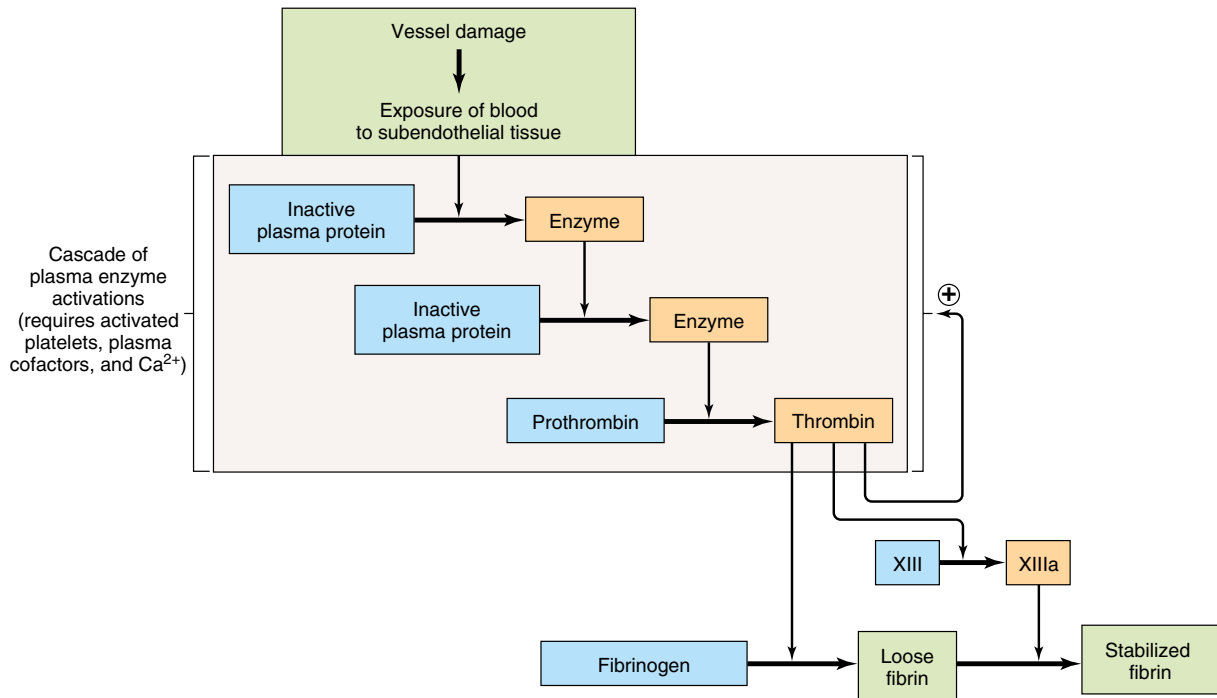 Vessel damage
Exposure of blood
to subendothelial tissue
Inactive
plasma protein
Enzyme
Cascade of
plasma enzyme
activations
(requires activated
platelets, plasma
cofactors, and Ca²⁺)
Inactive
plasma protein
Enzyme
+
Prothrombin
Thrombin
XIII
XIIIa
Fibrinogen
Loose
fibrin
Stabilized
fibrin